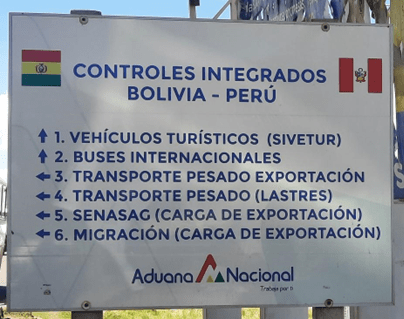 CONTROLES INTEGRADOS
BOLIVIA - PERÚ
1. VEHÍCULOS TURÍSTICOS (SIVETUR)
2. BUSES INTERNACIONALES
3. TRANSPORTE PESADO EXPORTACIÓN
4. TRANSPORTE PESADO (LASTRES)
5. SENASAG (CARGA DE EXPORTACIÓN)
6. MIGRACIÓN (CARGA DE EXPORTACIÓN)
Aduana Nacional
Trabaja por